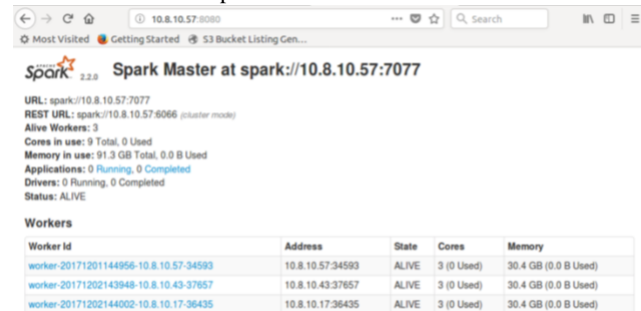 10.8.10.57:8080
Search
Most Visited Getting Started S3 Bucket Listing Gen...
APACHE Spark 2.2.0 Spark Master at spark://10.8.10.57:7077
URL: spark://10.8.10.57:7077
REST URL: spark://10.8.10.57:6066 (cluster mode)
Alive Workers: 3
Cores in use: 9 Total, 0 Used
Memory in use: 91.3 GB Total, 0.0 B Used
Applications: 0 Running, 0 Completed
Drivers: 0 Running, 0 Completed
Status: ALIVE
Workers
Worker Id Address State Cores Memory
worker-20171201144956-10.8.10.57-34593 10.8.10.57:34593 ALIVE 3 (0 Used) 30.4 GB (0.0 B Used)
worker-20171202143948-10.8.10.43-37657 10.8.10.43:37657 ALIVE 3 (0 Used) 30.4 GB (0.0 B Used)
worker-20171202144002-10.8.10.17-36435 10.8.10.17:36435 ALIVE 3 (0 Used) 30.4 GB (0.0 B Used)